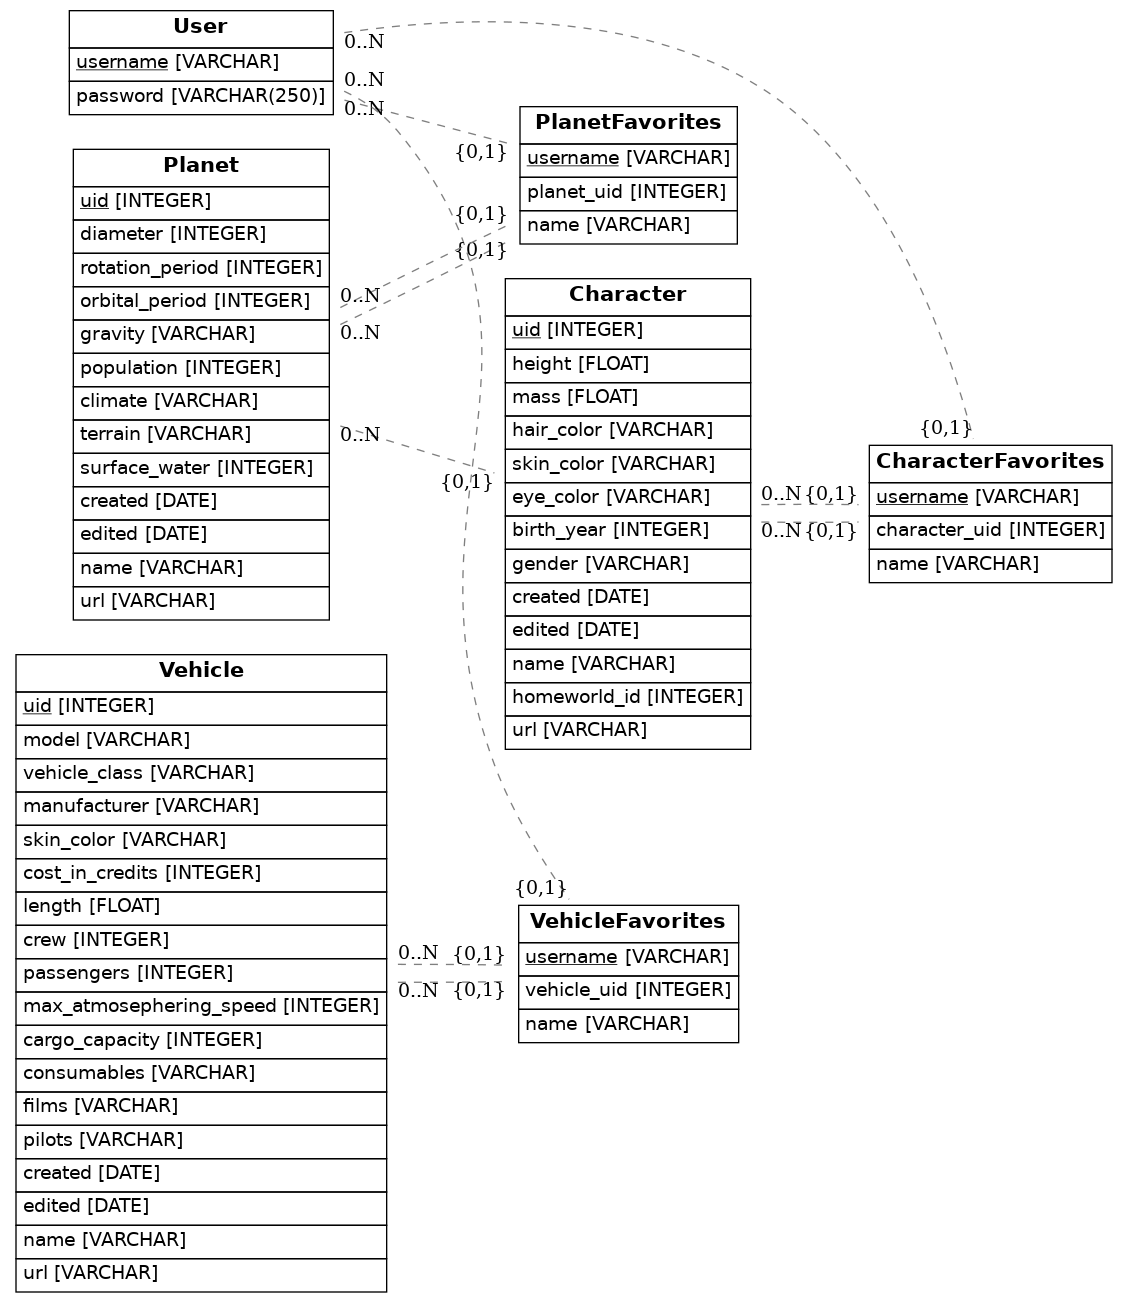 User
username [VARCHAR]
password [VARCHAR(250)]
0..N
0..N
0..N
Planet
uid [INTEGER]
diameter [INTEGER]
rotation_period [INTEGER]
orbital_period [INTEGER]
gravity [VARCHAR]
population [INTEGER]
climate [VARCHAR]
terrain [VARCHAR]
surface_water [INTEGER]
created [DATE]
edited [DATE]
name [VARCHAR]
url [VARCHAR]
0..N
0..N
0..N
{0,1}
{0,1}
{0,1}
PlanetFavorites
username [VARCHAR]
planet_uid [INTEGER]
name [VARCHAR]
{0,1}
Character
uid [INTEGER]
height [FLOAT]
mass [FLOAT]
hair_color [VARCHAR]
skin_color [VARCHAR]
eye_color [VARCHAR]
birth_year [INTEGER]
gender [VARCHAR]
created [DATE]
edited [DATE]
name [VARCHAR]
homeworld_id [INTEGER]
url [VARCHAR]
0..N {0,1}
0..N {0,1}
{0,1}
CharacterFavorites
username [VARCHAR]
character_uid [INTEGER]
name [VARCHAR]
Vehicle
uid [INTEGER]
model [VARCHAR]
vehicle_class [VARCHAR]
manufacturer [VARCHAR]
skin_color [VARCHAR]
cost_in_credits [INTEGER]
length [FLOAT]
crew [INTEGER]
passengers [INTEGER]
max_atmosephering_speed [INTEGER]
cargo_capacity [INTEGER]
consumables [VARCHAR]
films [VARCHAR]
pilots [VARCHAR]
created [DATE]
edited [DATE]
name [VARCHAR]
url [VARCHAR]
0..N {0,1}
0..N {0,1}
{0,1}
VehicleFavorites
username [VARCHAR]
vehicle_uid [INTEGER]
name [VARCHAR]